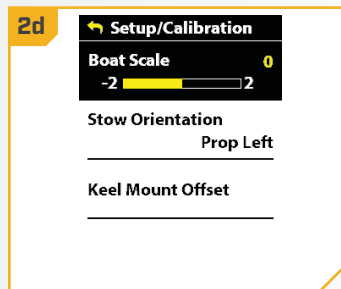 2d
Setup/Calibration
Boat Scale 0
-2 2
Stow Orientation
Prop Left
Keel Mount Offset